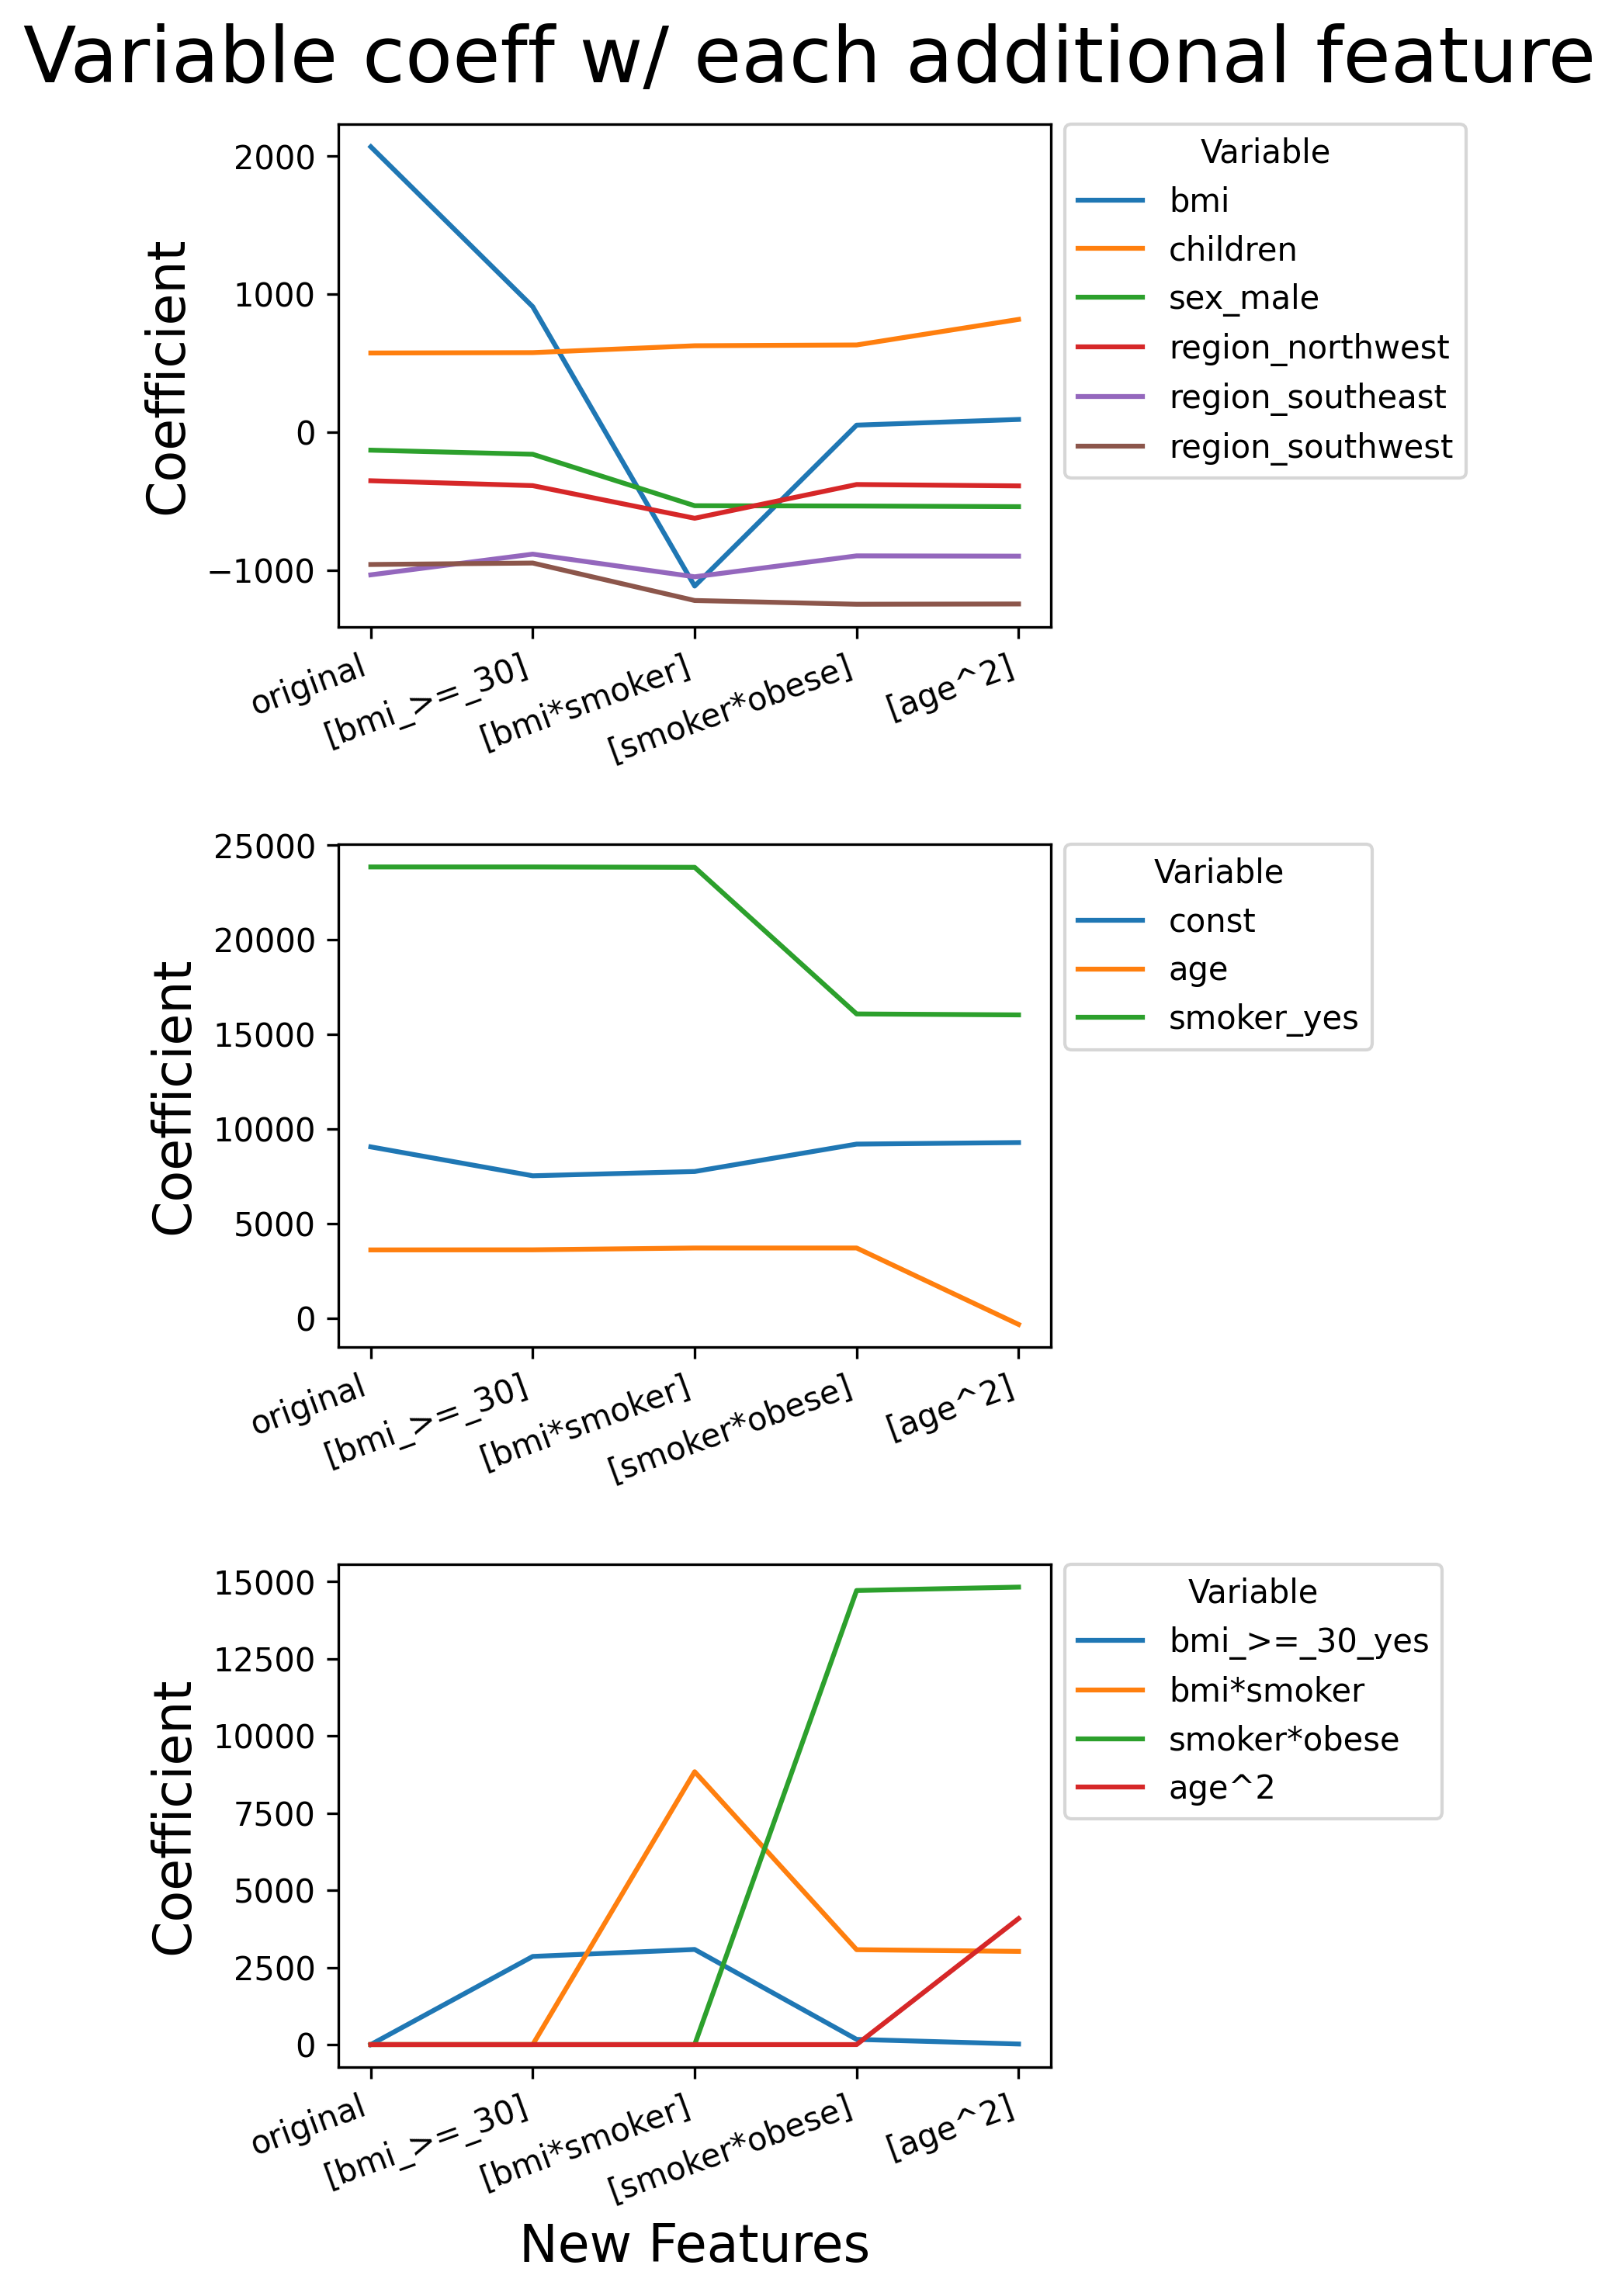 Variable coeff w/ each additional feature
Coefficient
2000
1000
0
−1000
original
[bmi_>=_30]
[bmi*smoker]
[smoker*obese]
[age^2]
Variable
bmi
children
sex_male
region_northwest
region_southeast
region_southwest
Coefficient
25000
20000
15000
10000
5000
0
original
[bmi_>=_30]
[bmi*smoker]
[smoker*obese]
[age^2]
Variable
const
age
smoker_yes
Coefficient
15000
12500
10000
7500
5000
2500
0
original
[bmi_>=_30]
[bmi*smoker]
[smoker*obese]
[age^2]
Variable
bmi_>=_30_yes
bmi*smoker
smoker*obese
age^2
New Features